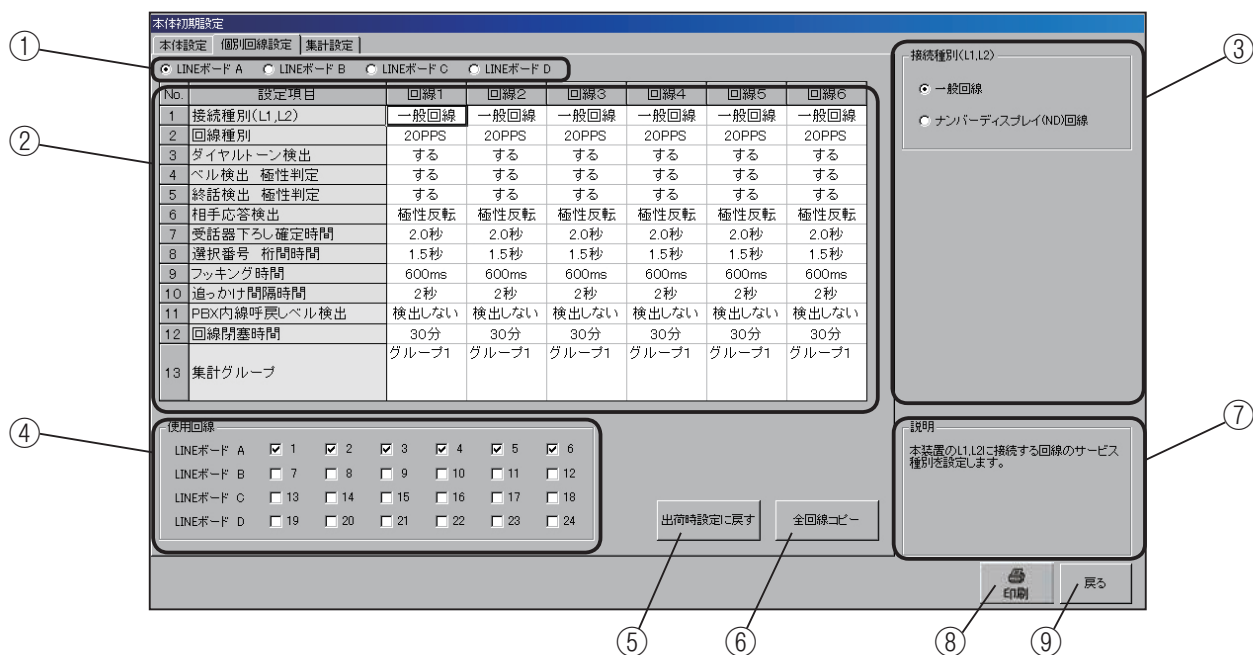 本体初期設定
本体設定 個別回線設定 集計設定
① LINEボード A LINEボード B LINEボード C LINEボード D
② No. 設定項目 回線1 回線2 回線3 回線4 回線5 回線6
1 接続種別(L1,L2) 一般回線 一般回線 一般回線 一般回線 一般回線 一般回線
2 回線種別 20PPS 20PPS 20PPS 20PPS 20PPS 20PPS
3 ダイヤルトーン検出 する する する する する する
4 ベル検出 極性判定 する する する する する する
5 終話検出 極性判定 する する する する する する
6 相手応答検出 極性反転 極性反転 極性反転 極性反転 極性反転 極性反転
7 受話器下ろし確定時間 2.0秒 2.0秒 2.0秒 2.0秒 2.0秒 2.0秒
8 選択番号 桁間時間 1.5秒 1.5秒 1.5秒 1.5秒 1.5秒 1.5秒
9 フッキング時間 600ms 600ms 600ms 600ms 600ms 600ms
10 追っかけ間隔時間 2秒 2秒 2秒 2秒 2秒 2秒
11 PBX内線呼戻しベル検出 検出しない 検出しない 検出しない 検出しない 検出しない 検出しない
12 回線閉塞時間 30分 30分 30分 30分 30分 30分
13 集計グループ グループ1 グループ1 グループ1 グループ1 グループ1 グループ1
③ 接続種別(L1,L2)
一般回線
ナンバーディスプレイ(ND)回線
④ 使用回線
LINEボード A 1 2 3 4 5 6
LINEボード B 7 8 9 10 11 12
LINEボード C 13 14 15 16 17 18
LINEボード D 19 20 21 22 23 24
出荷時設定に戻す 全回線コピー
⑦ 説明
本装置のL1,L2に接続する回線のサービス
種別を設定します。
印刷 戻る
⑤ ⑥ ⑧ ⑨